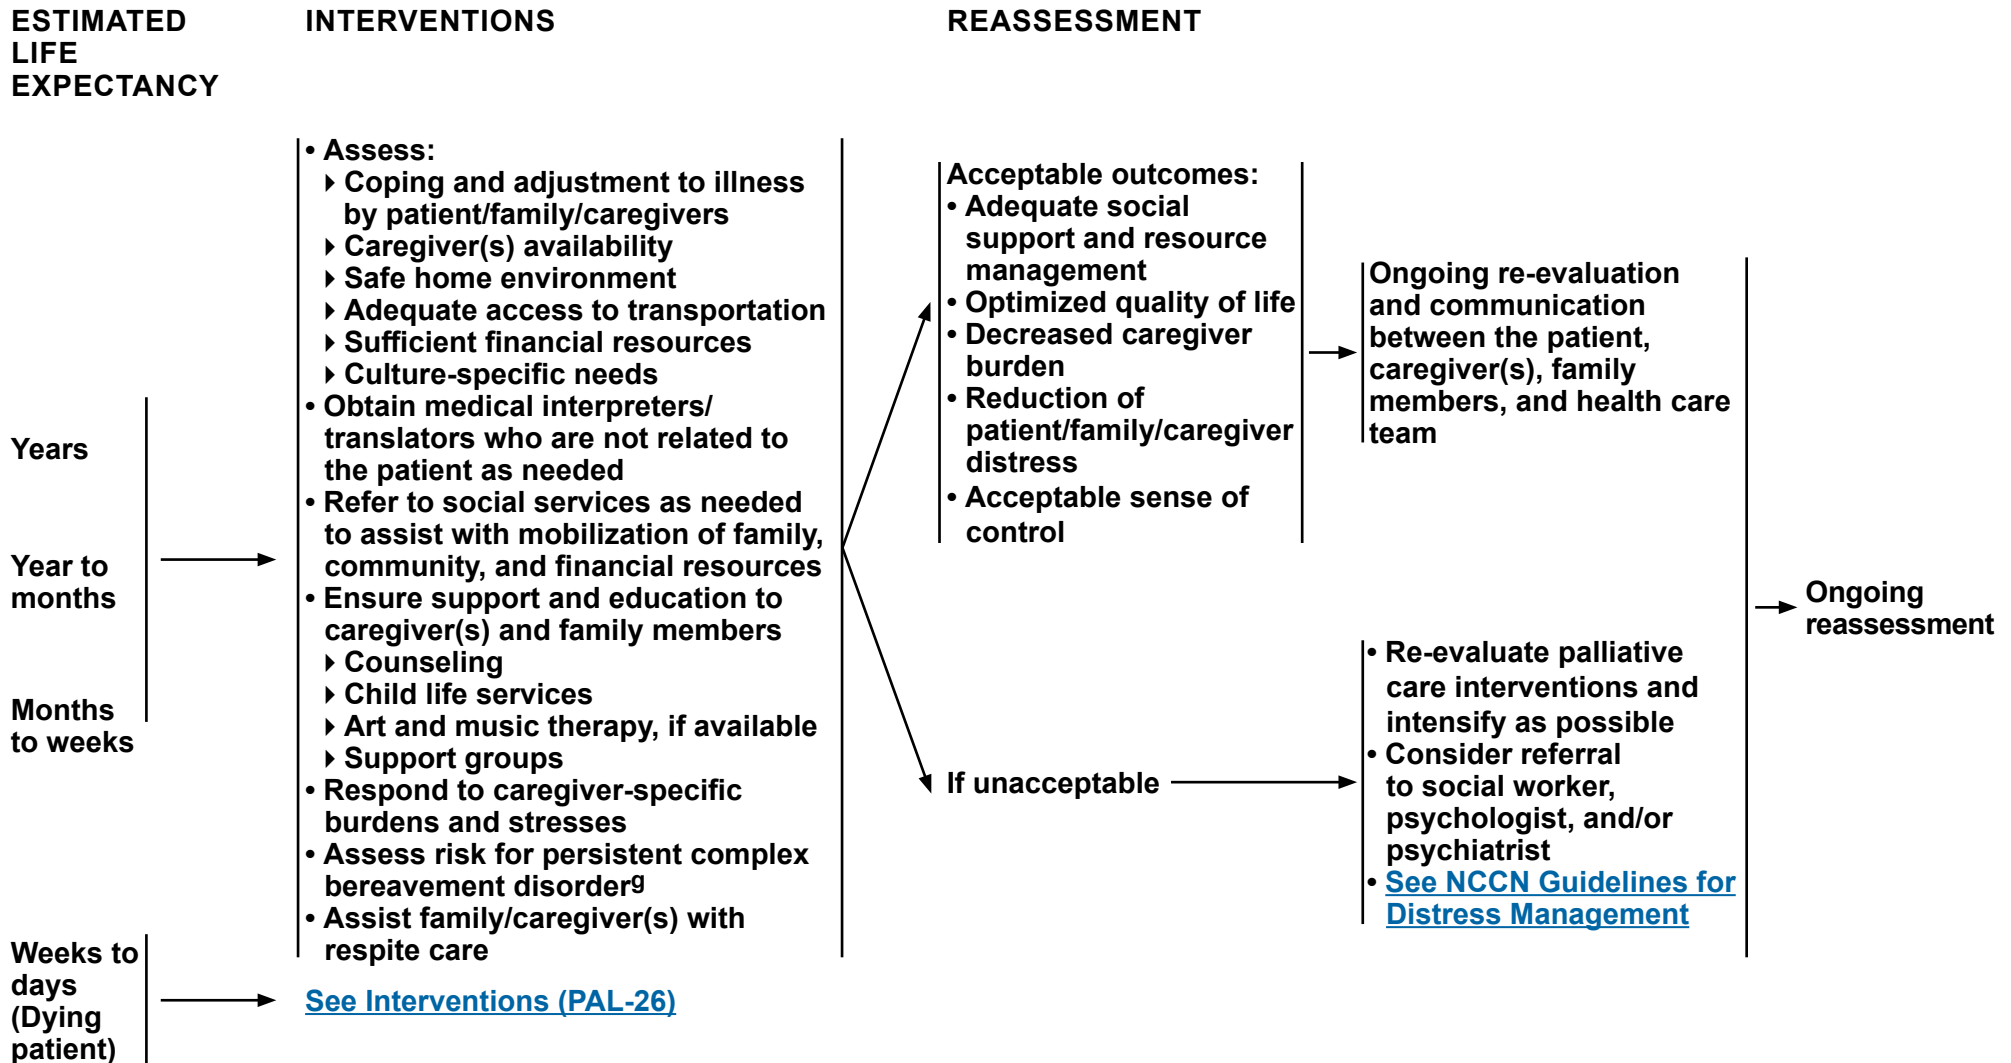 ESTIMATED
LIFE
EXPECTANCY
INTERVENTIONS
REASSESSMENT
Years
Year to
months
Months
to weeks
• Assess:
‣ Coping and adjustment to illness
by patient/family/caregivers
‣ Caregiver(s) availability
‣ Safe home environment
‣ Adequate access to transportation
‣ Sufficient financial resources
‣ Culture-specific needs
• Obtain medical interpreters/
translators who are not related to
the patient as needed
• Refer to social services as needed
to assist with mobilization of family,
community, and financial resources
• Ensure support and education to
caregiver(s) and family members
‣ Counseling
‣ Child life services
‣ Art and music therapy, if available
‣ Support groups
• Respond to caregiver-specific
burdens and stresses
• Assess risk for persistent complex
bereavement disorderg
• Assist family/caregiver(s) with
respite care
Acceptable outcomes:
• Adequate social
support and resource
management
• Optimized quality of life
• Decreased caregiver
burden
• Reduction of
patient/family/caregiver
distress
• Acceptable sense of
control
Ongoing re-evaluation
and communication
between the patient,
caregiver(s), family
members, and health care
team
If unacceptable
• Re-evaluate palliative
care interventions and
intensify as possible
• Consider referral
to social worker,
psychologist, and/or
psychiatrist
• See NCCN Guidelines for
Distress Management
Ongoing
reassessment
Weeks to
days
(Dying
patient)
See Interventions (PAL-26)